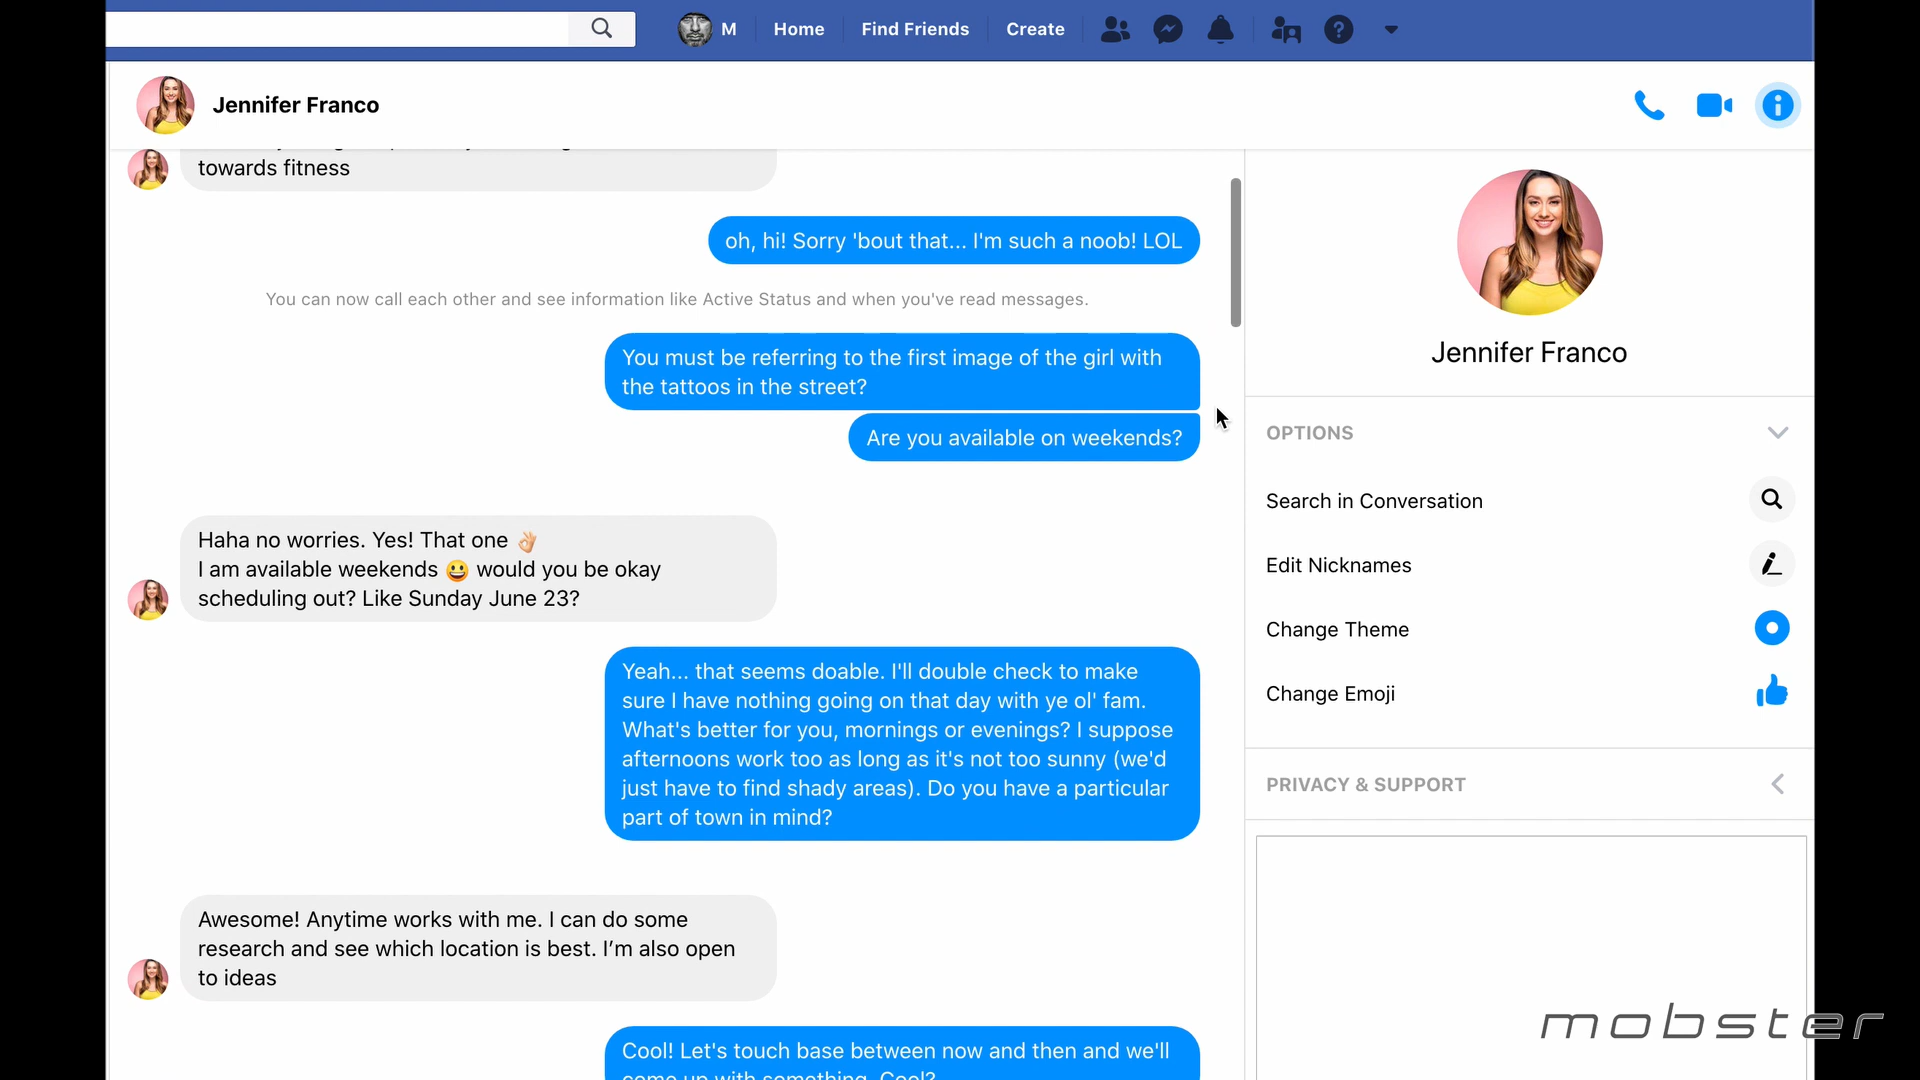 M
Home
Find Friends
Create
Jennifer Franco
towards fitness
oh, hi! Sorry 'bout that... I'm such a noob! LOL
You can now call each other and see information like Active Status and when you've read messages.
You must be referring to the first image of the girl with
the tattoos in the street?
Are you available on weekends?
Haha no worries. Yes! That one 👌
I am available weekends 😀 would you be okay
scheduling out? Like Sunday June 23?
Yeah... that seems doable. I'll double check to make
sure I have nothing going on that day with ye ol' fam.
What's better for you, mornings or evenings? I suppose
afternoons work too as long as it's not too sunny (we'd
just have to find shady areas). Do you have a particular
part of town in mind?
Awesome! Anytime works with me. I can do some
research and see which location is best. I’m also open
to ideas
Cool! Let's touch base between now and then and we'll
come up with something. Cool?
Jennifer Franco
OPTIONS
Search in Conversation
Edit Nicknames
Change Theme
Change Emoji
PRIVACY & SUPPORT
mobster